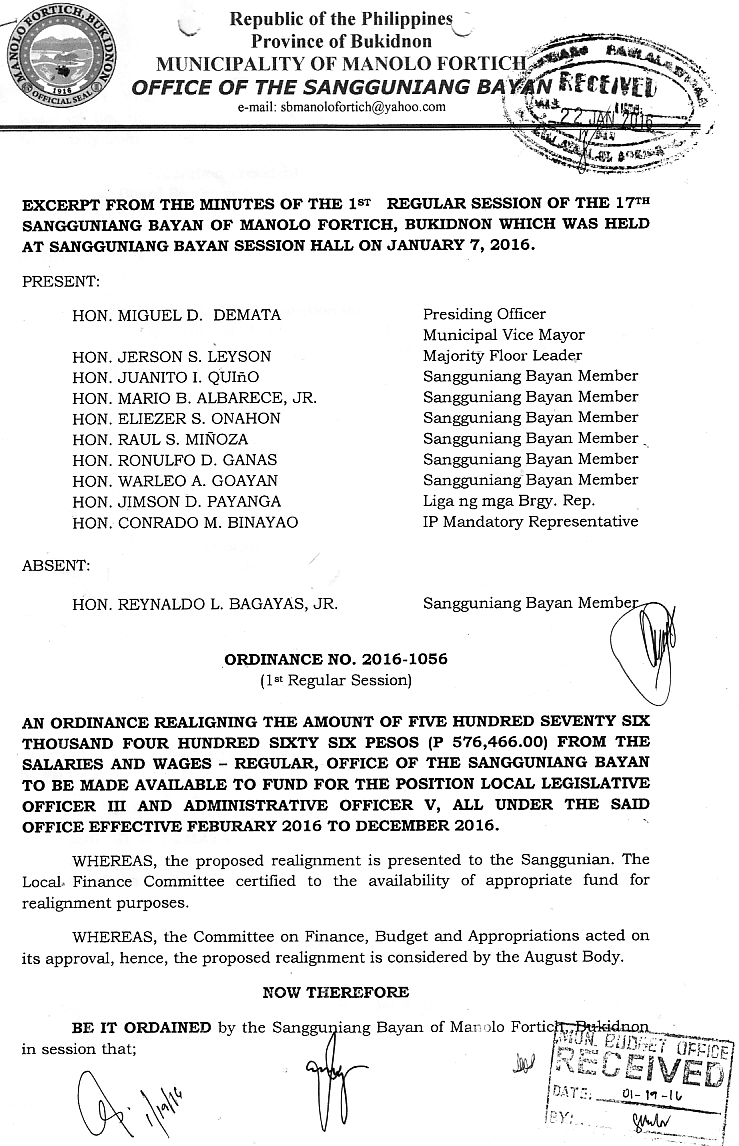 Republic of the Philippines
Province of Bukidnon
MUNICIPALITY OF MANOLO FORTICH
OFFICE OF THE SANGGUNIANG BAYAN
e-mail: sbmanolofortich@yahoo.com
MANOLO FORTICH, BUKIDNON
1916
OFFICIAL SEAL
RECEIVED
22 JAN 2016
EXCERPT FROM THE MINUTES OF THE 1ST REGULAR SESSION OF THE 17TH
SANGGUNIANG BAYAN OF MANOLO FORTICH, BUKIDNON WHICH WAS HELD
AT SANGGUNIANG BAYAN SESSION HALL ON JANUARY 7, 2016.
PRESENT:
HON. MIGUEL D. DEMATA Presiding Officer
Municipal Vice Mayor
HON. JERSON S. LEYSON Majority Floor Leader
HON. JUANITO I. QUIñO Sangguniang Bayan Member
HON. MARIO B. ALBARECE, JR. Sangguniang Bayan Member
HON. ELIEZER S. ONAHON Sangguniang Bayan Member
HON. RAUL S. MIÑOZA Sangguniang Bayan Member
HON. RONULFO D. GANAS Sangguniang Bayan Member
HON. WARLEO A. GOAYAN Sangguniang Bayan Member
HON. JIMSON D. PAYANGA Liga ng mga Brgy. Rep.
HON. CONRADO M. BINAYAO IP Mandatory Representative
ABSENT:
HON. REYNALDO L. BAGAYAS, JR. Sangguniang Bayan Member
ORDINANCE NO. 2016-1056
(1st Regular Session)
AN ORDINANCE REALIGNING THE AMOUNT OF FIVE HUNDRED SEVENTY SIX
THOUSAND FOUR HUNDRED SIXTY SIX PESOS (P 576,466.00) FROM THE
SALARIES AND WAGES – REGULAR, OFFICE OF THE SANGGUNIANG BAYAN
TO BE MADE AVAILABLE TO FUND FOR THE POSITION LOCAL LEGISLATIVE
OFFICER III AND ADMINISTRATIVE OFFICER V, ALL UNDER THE SAID
OFFICE EFFECTIVE FEBURARY 2016 TO DECEMBER 2016.
WHEREAS, the proposed realignment is presented to the Sanggunian. The
Local Finance Committee certified to the availability of appropriate fund for
realignment purposes.
WHEREAS, the Committee on Finance, Budget and Appropriations acted on
its approval, hence, the proposed realignment is considered by the August Body.
NOW THEREFORE
BE IT ORDAINED by the Sangguniang Bayan of Manolo Fortich, Bukidnon
in session that;
1/19/16
MUN. BUDGET OFFICE
RECEIVED
DATE: 01-19-16
BY: